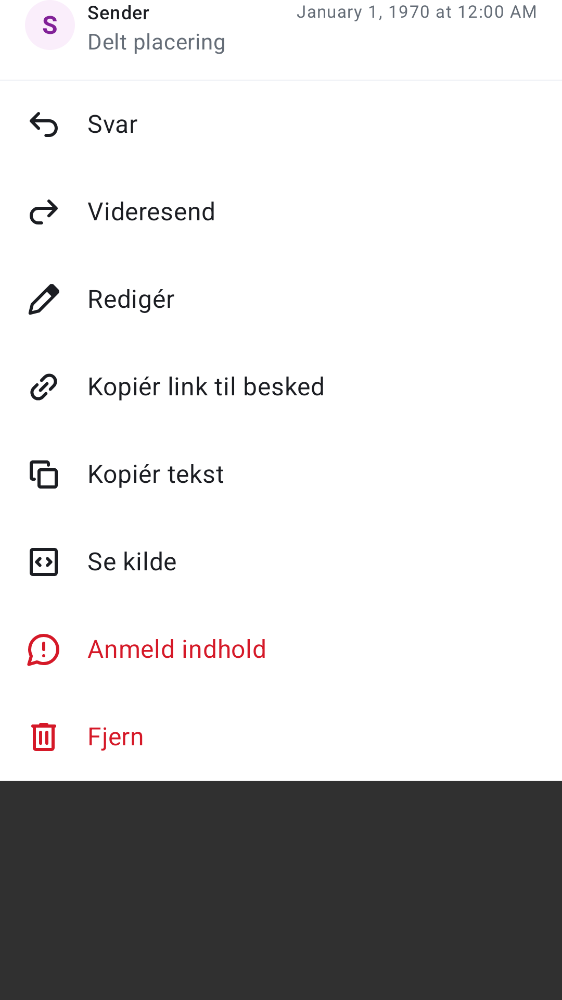 S
Sender
January 1, 1970 at 12:00 AM
Delt placering
Svar
Videresend
Redigér
Kopiér link til besked
Kopiér tekst
Se kilde
Anmeld indhold
Fjern